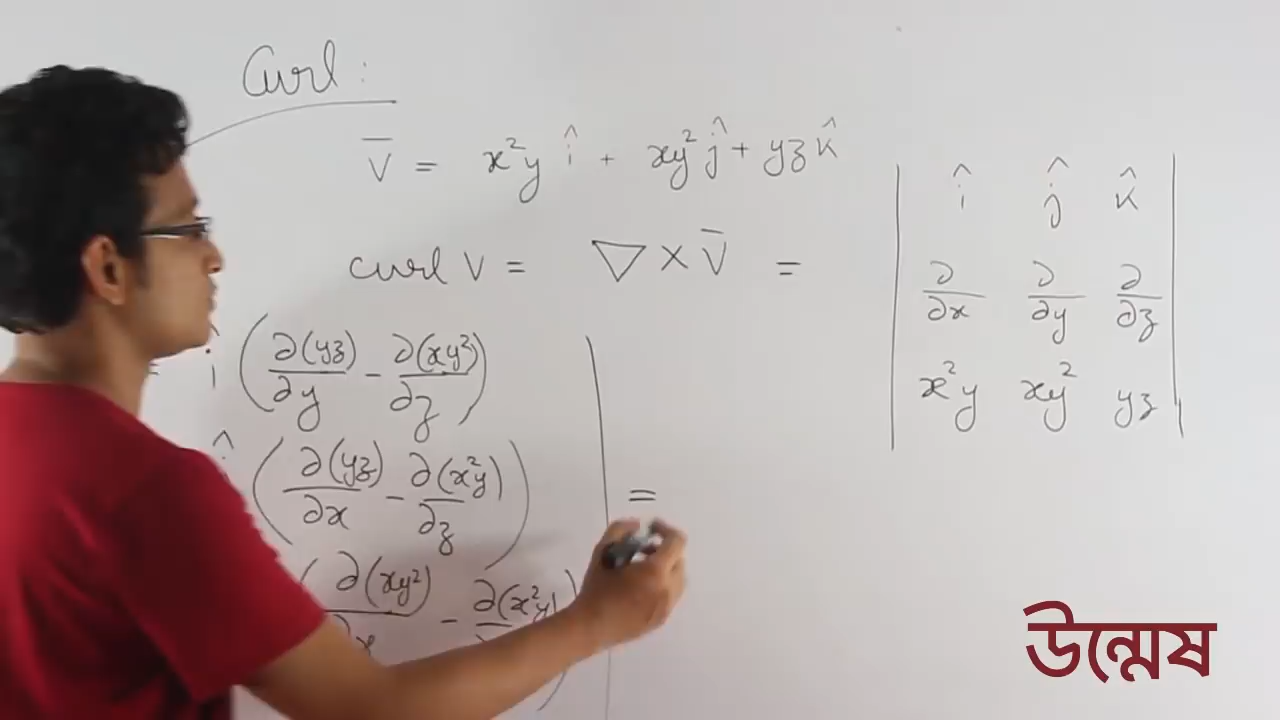 Curl :
V̅ = x²y î + xy² ĵ + yz k̂
curl V = ▽ × V̅ =
| î ĵ k̂ |
| ∂/∂x ∂/∂y ∂/∂z |
| x²y xy² yz |
= î ( ∂(yz)/∂y − ∂(xy²)/∂z )
( ∂(yz)/∂x − ∂(x²y)/∂z )
( ∂(xy²)/∂x − ∂(x²y)
=
উন্মেষ